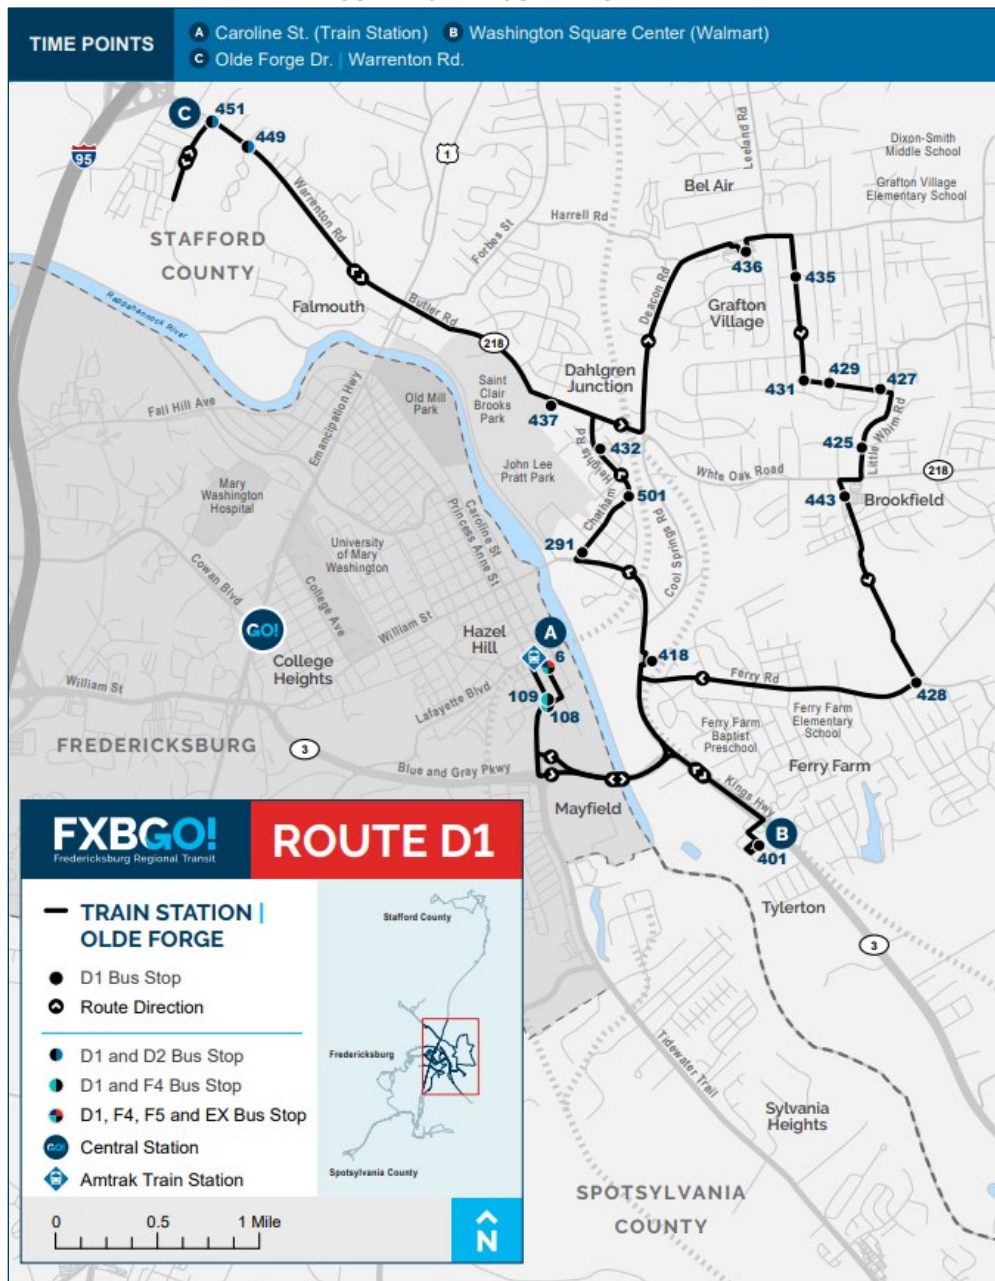 TIME POINTS
A Caroline St. (Train Station) B Washington Square Center (Walmart)
C Olde Forge Dr. | Warrenton Rd.
C
451
449
95
1
Leeland Rd
Dixon-Smith
Middle School
Grafton Village
Elementary School
Bel Air
Harrell Rd
Forbes St
Warrenton Rd
STAFFORD
COUNTY
Rappahannock River
Falmouth
Butler Rd
218
Deacon Rd
436
435
Grafton
Village
Dahlgren
Junction
431
429
427
Fall Hill Ave
Emancipation Hwy
Old Mill
Park
Saint
Clair
Brooks
Park
437
432
425
Little Whim Rd
218
Whte Oak Road
John Lee
Pratt Park
Heights Rd
Chatham
501
443
Brookfield
Mary
Washington
Hospital
Caroline St
Princess Anne St
University
of Mary
Washington
291
Cool Springs Rd
Cowan Blvd
College Ave
William St
GO!
College
Heights
Hazel
Hill
A
6
418
Ferry Rd
428
William St
Lafayette Blvd
109
108
Ferry Farm
Elementary
School
Ferry Farm
Baptist
Preschool
FREDERICKSBURG
3
Blue and Gray Pkwy
Ferry Farm
Kings Hwy
Mayfield
B
401
Tylerton
3
Tidewater Trail
Sylvania
Heights
SPOTSYLVANIA
COUNTY
FXBGO!
Fredericksburg Regional Transit
ROUTE D1
TRAIN STATION |
OLDE FORGE
D1 Bus Stop
Route Direction
D1 and D2 Bus Stop
D1 and F4 Bus Stop
D1, F4, F5 and EX Bus Stop
GO! Central Station
Amtrak Train Station
Stafford County
Fredericksburg
Spotsylvania County
0 0.5 1 Mile
N